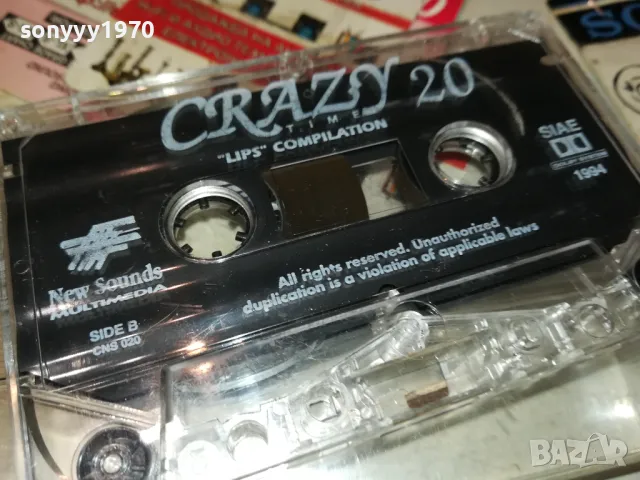 sonyyy1970
CRAZY 20
TIME
"LIPS" COMPILATION
SIAE
1994
New Sounds
MULTIMEDIA
All rights reserved. Unauthorized
duplication is a violation of applicable laws
SIDE B
CNS 020
BAZAR